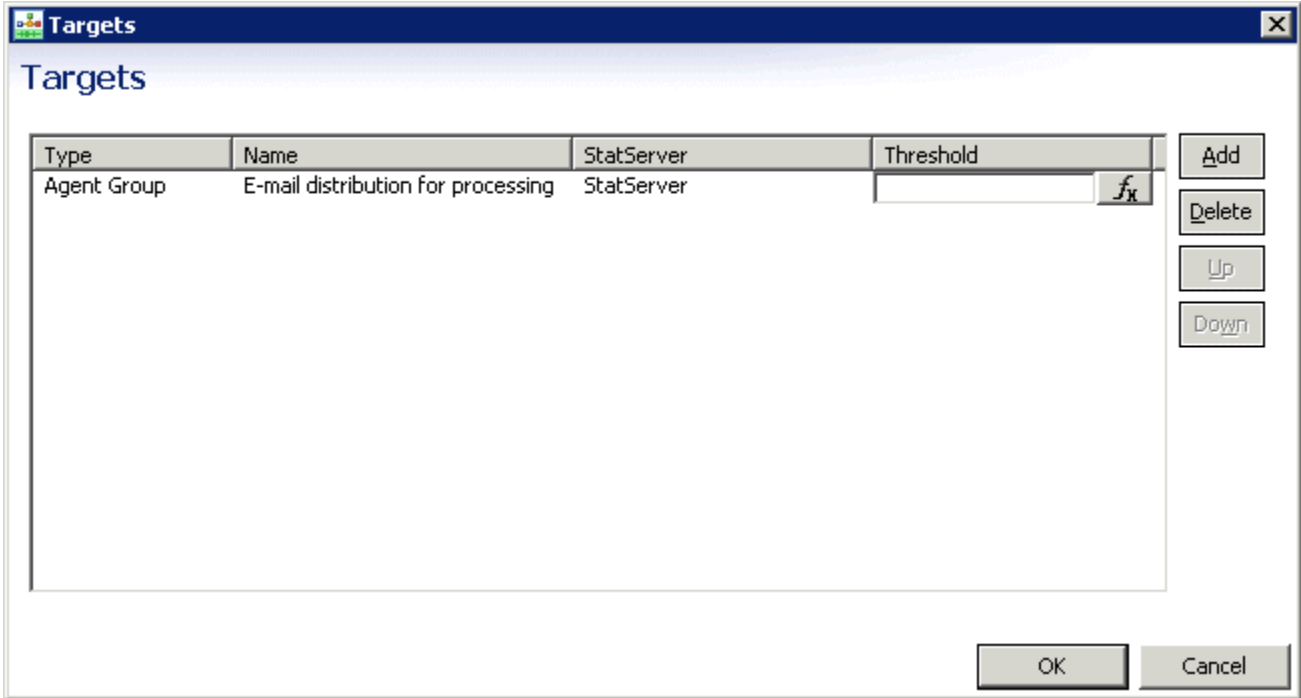 Targets
Targets
Type Name StatServer Threshold
Agent Group E-mail distribution for processing StatServer fx
Add
Delete
Up
Down
OK Cancel